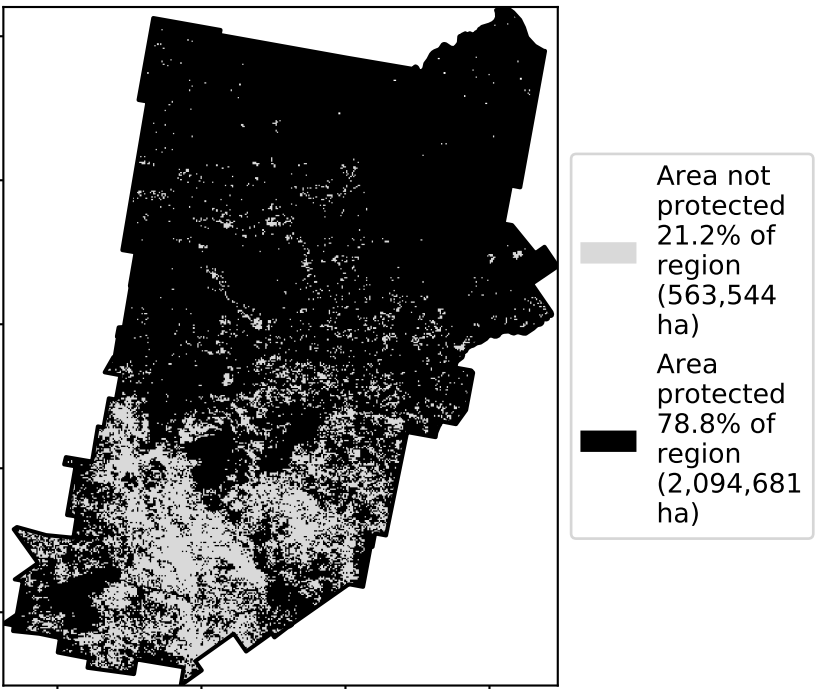 Area not
protected
21.2% of
region
(563,544
ha)
Area
protected
78.8% of
region
(2,094,681
ha)